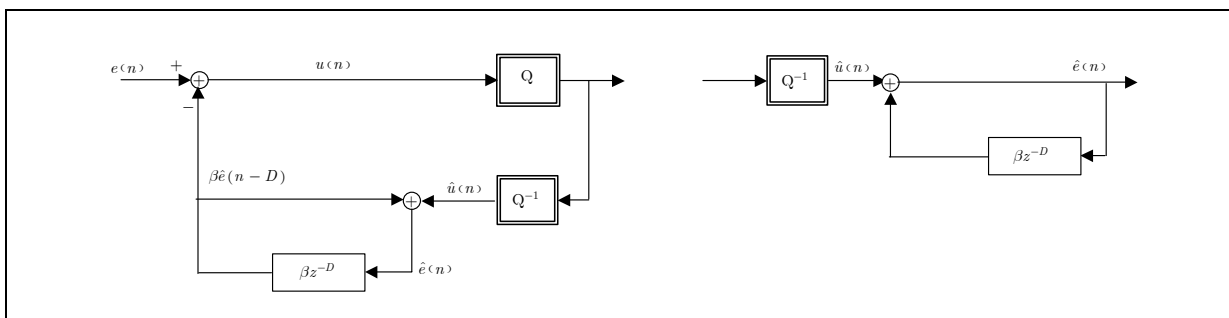 e(n)
+
+
u(n)
Q
−
βê(n − D)
+
û(n)
Q⁻¹
βz⁻ᴰ
ê(n)
Q⁻¹
û(n)
+
ê(n)
βz⁻ᴰ